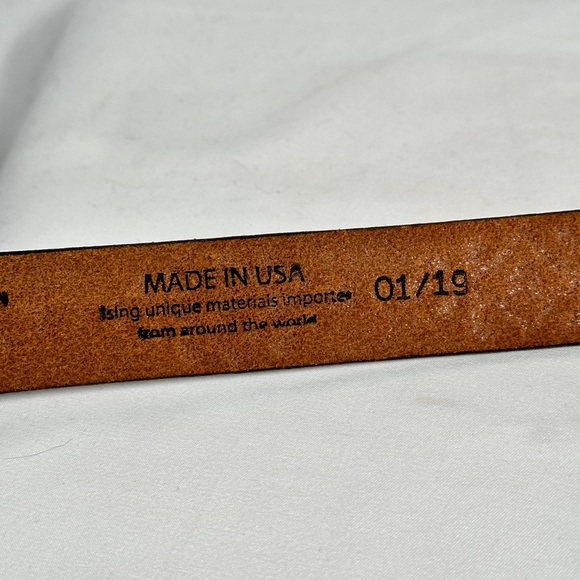 MADE IN USA
using unique materials imported
from around the world
01/19